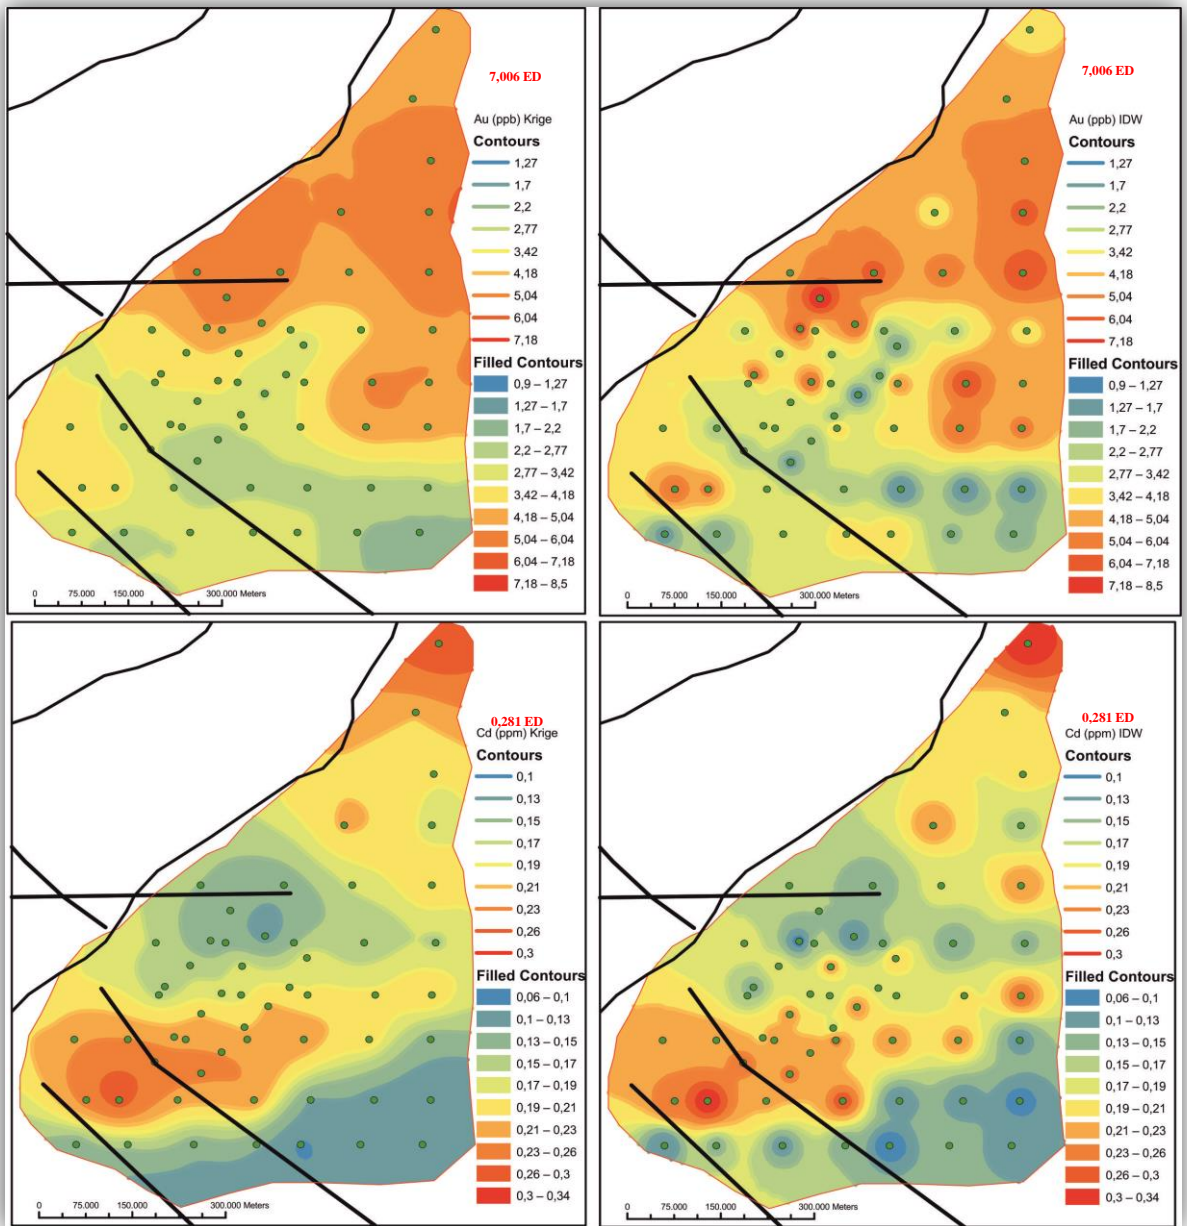 7,006 ED
Au (ppb) Krige
Contours
1,27
1,7
2,2
2,77
3,42
4,18
5,04
6,04
7,18
Filled Contours
0,9 – 1,27
1,27 – 1,7
1,7 – 2,2
2,2 – 2,77
2,77 – 3,42
3,42 – 4,18
4,18 – 5,04
5,04 – 6,04
6,04 – 7,18
7,18 – 8,5
0 75.000 150.000 300.000 Meters
7,006 ED
Au (ppb) IDW
Contours
1,27
1,7
2,2
2,77
3,42
4,18
5,04
6,04
7,18
Filled Contours
0,9 – 1,27
1,27 – 1,7
1,7 – 2,2
2,2 – 2,77
2,77 – 3,42
3,42 – 4,18
4,18 – 5,04
5,04 – 6,04
6,04 – 7,18
7,18 – 8,5
0 75.000 150.000 300.000 Meters
0,281 ED
Cd (ppm) Krige
Contours
0,1
0,13
0,15
0,17
0,19
0,21
0,23
0,26
0,3
Filled Contours
0,06 – 0,1
0,1 – 0,13
0,13 – 0,15
0,15 – 0,17
0,17 – 0,19
0,19 – 0,21
0,21 – 0,23
0,23 – 0,26
0,26 – 0,3
0,3 – 0,34
0 75.000 150.000 300.000 Meters
0,281 ED
Cd (ppm) IDW
Contours
0,1
0,13
0,15
0,17
0,19
0,21
0,23
0,26
0,3
Filled Contours
0,06 – 0,1
0,1 – 0,13
0,13 – 0,15
0,15 – 0,17
0,17 – 0,19
0,19 – 0,21
0,21 – 0,23
0,23 – 0,26
0,26 – 0,3
0,3 – 0,34
0 75.000 150.000 300.000 Meters